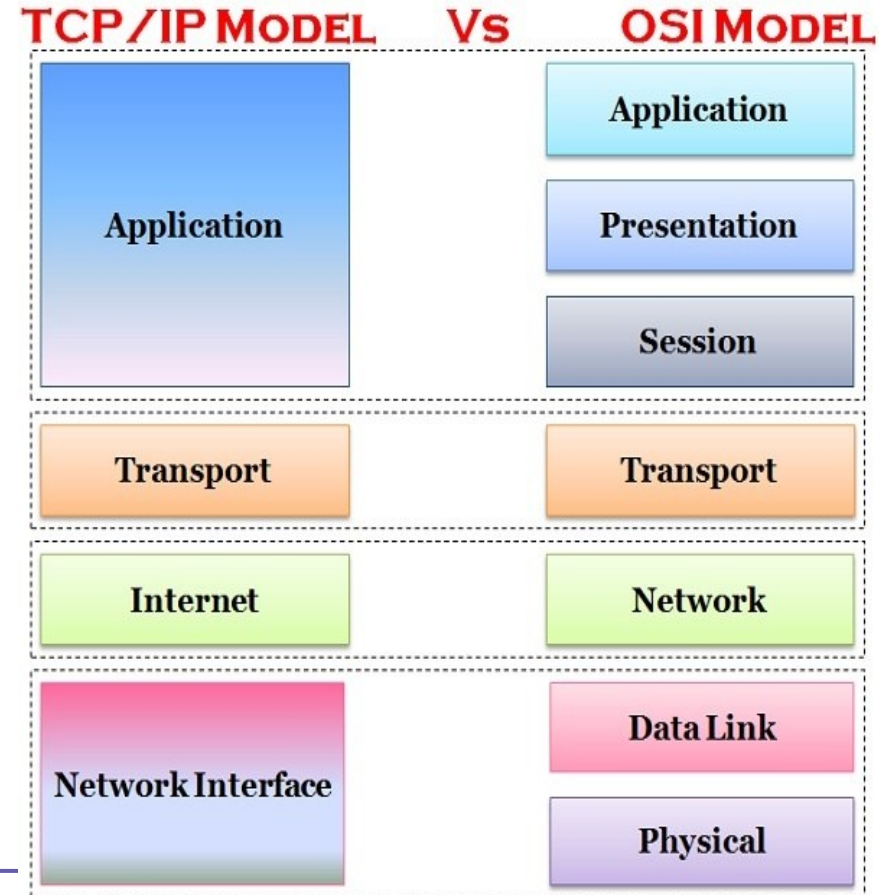 TCP/IP MODEL Vs OSI MODEL
Application
Application
Presentation
Session
Transport
Transport
Internet
Network
Network Interface
Data Link
Physical